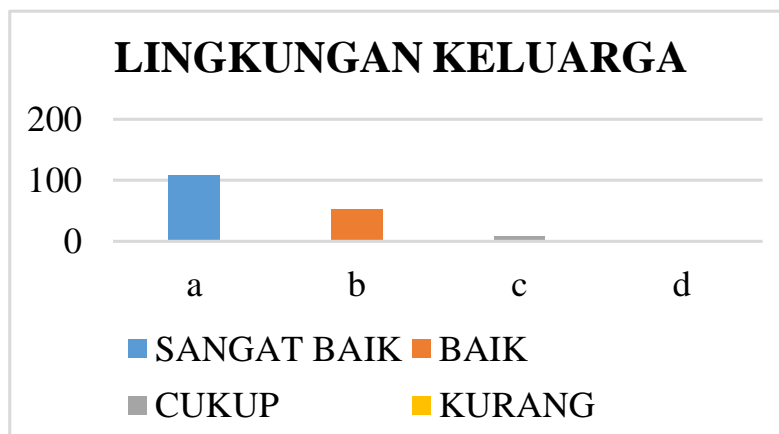 LINGKUNGAN KELUARGA
200
100
0
a b c d
SANGAT BAIK BAIK
CUKUP KURANG